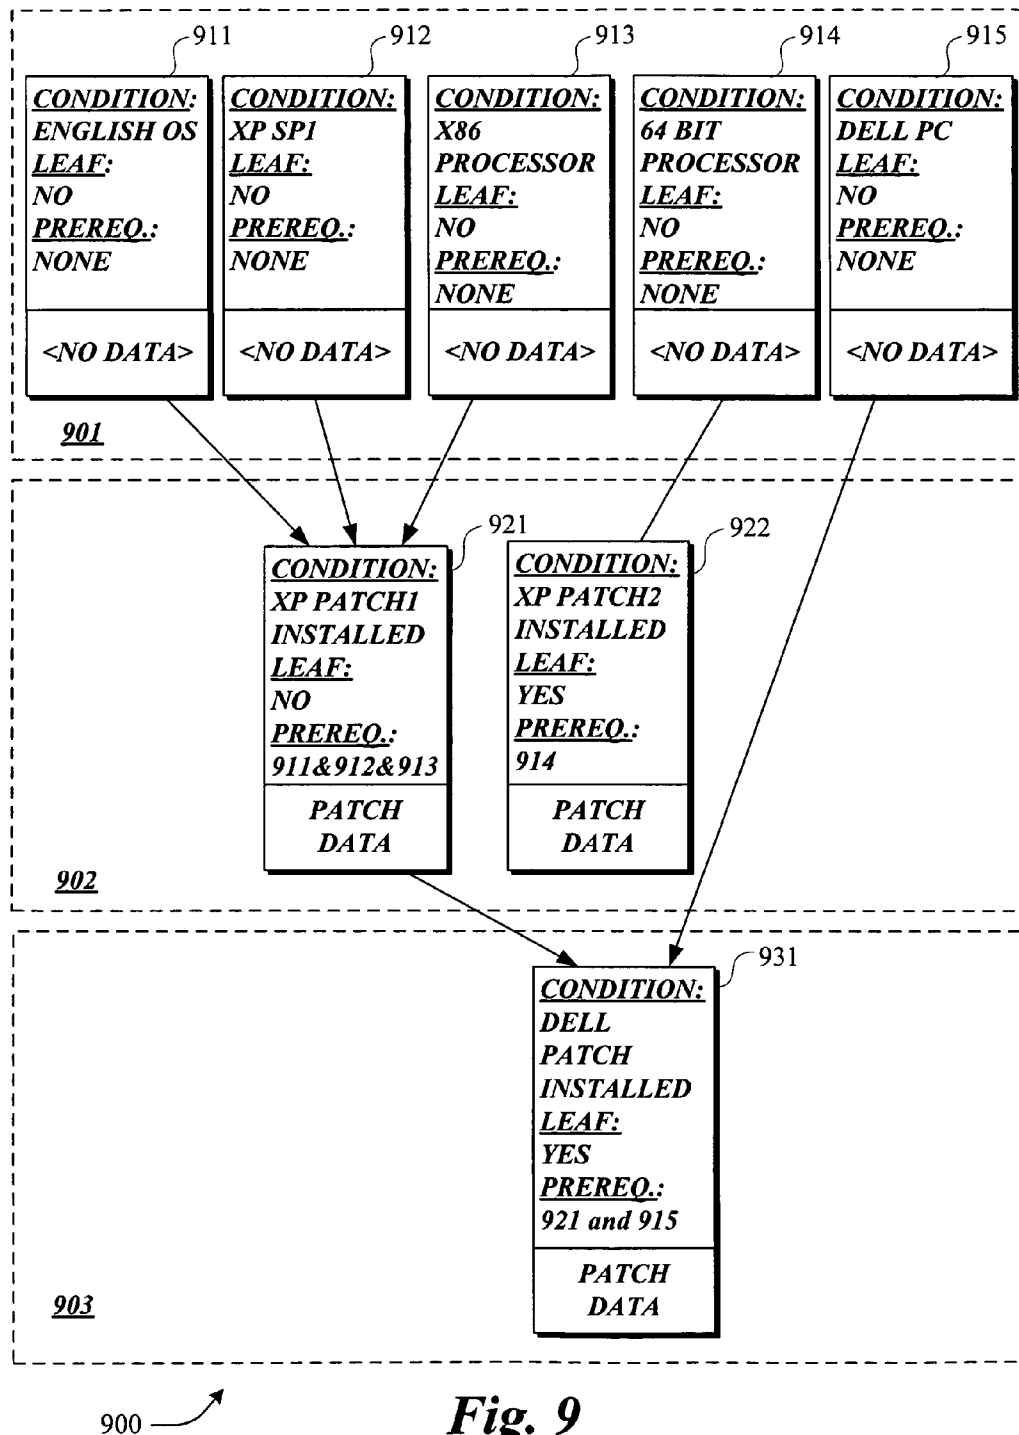 911
912
913
914
915
CONDITION:
ENGLISH OS
LEAF:
NO
PREREQ.:
NONE
<NO DATA>
CONDITION:
XP SP1
LEAF:
NO
PREREQ.:
NONE
<NO DATA>
CONDITION:
X86
PROCESSOR
LEAF:
NO
PREREQ.:
NONE
<NO DATA>
CONDITION:
64 BIT
PROCESSOR
LEAF:
NO
PREREQ.:
NONE
<NO DATA>
CONDITION:
DELL PC
LEAF:
NO
PREREQ.:
NONE
<NO DATA>
901
921
CONDITION:
XP PATCH1
INSTALLED
LEAF:
NO
PREREQ.:
911&912&913
PATCH
DATA
922
CONDITION:
XP PATCH2
INSTALLED
LEAF:
YES
PREREQ.:
914
PATCH
DATA
902
931
CONDITION:
DELL
PATCH
INSTALLED
LEAF:
YES
PREREQ.:
921 and 915
PATCH
DATA
903
900
Fig. 9